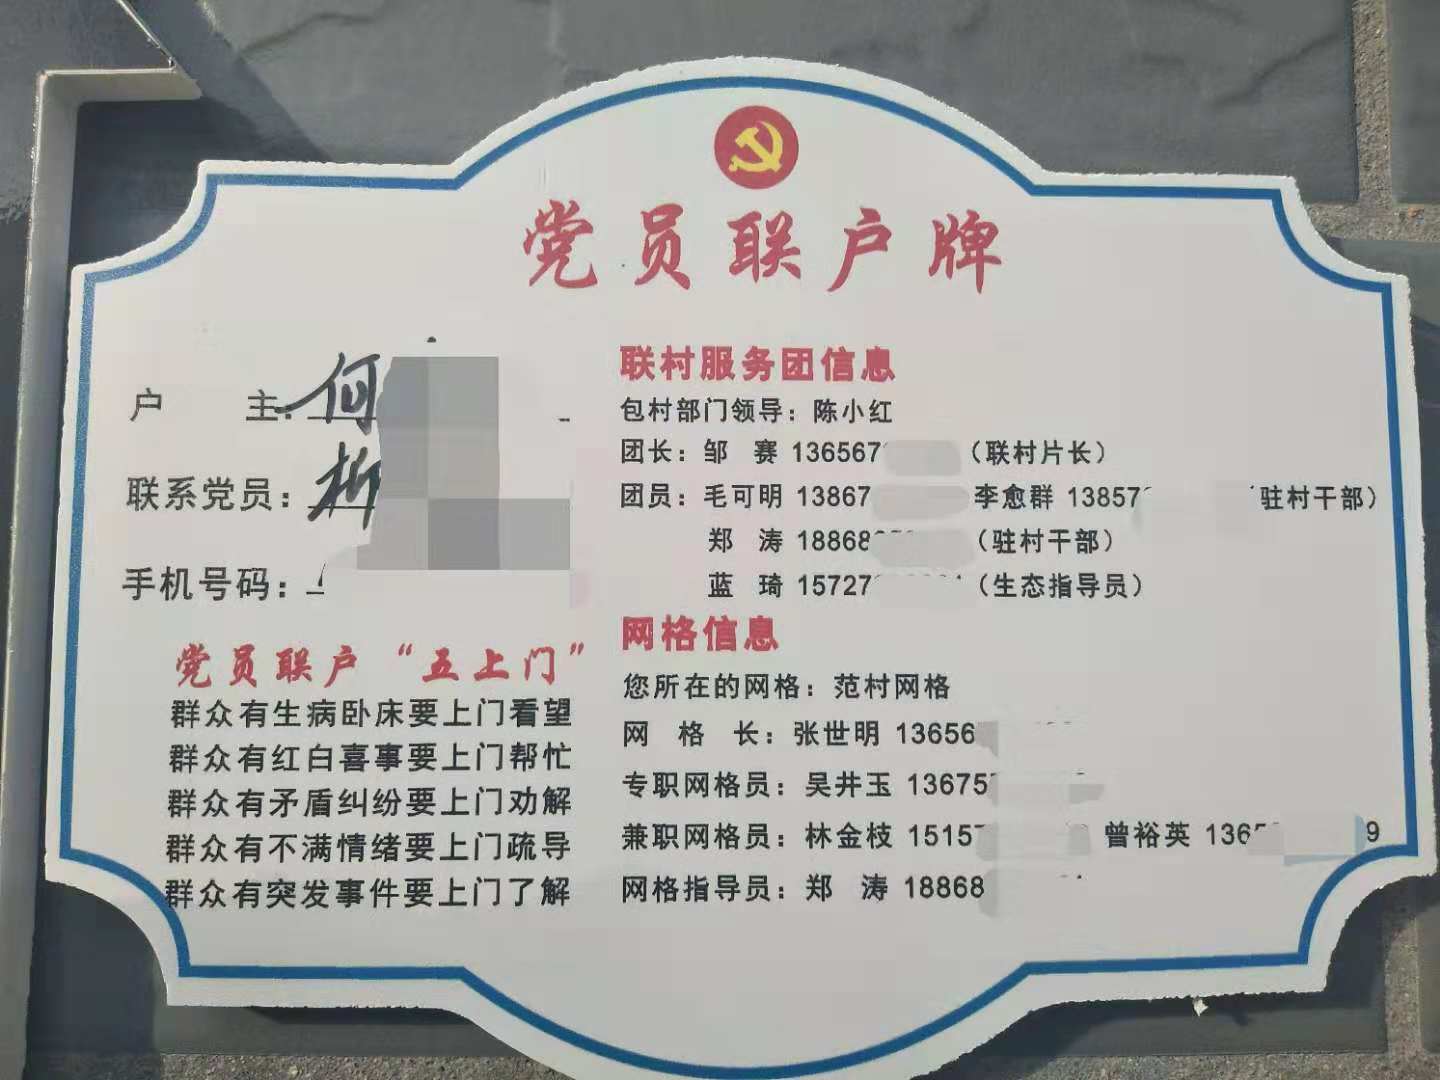 党员联户牌
户 主：何
联系党员：
手机号码：
党员联户“五上门”
群众有生病卧床要上门看望
群众有红白喜事要上门帮忙
群众有矛盾纠纷要上门劝解
群众有不满情绪要上门疏导
群众有突发事件要上门了解
联村服务团信息
包村部门领导：陈小红
团长：邹 赛 136567 （联村片长）
团员：毛可明 13867 李愈群 13857 驻村干部）
郑 涛 18868 （驻村干部）
蓝 琦 15727 （生态指导员）
网格信息
您所在的网格：范村网格
网 格 长：张世明 13656
专职网格员：吴井玉 13675
兼职网格员：林金枝 15157 曾裕英 136 9
网格指导员：郑 涛 18868